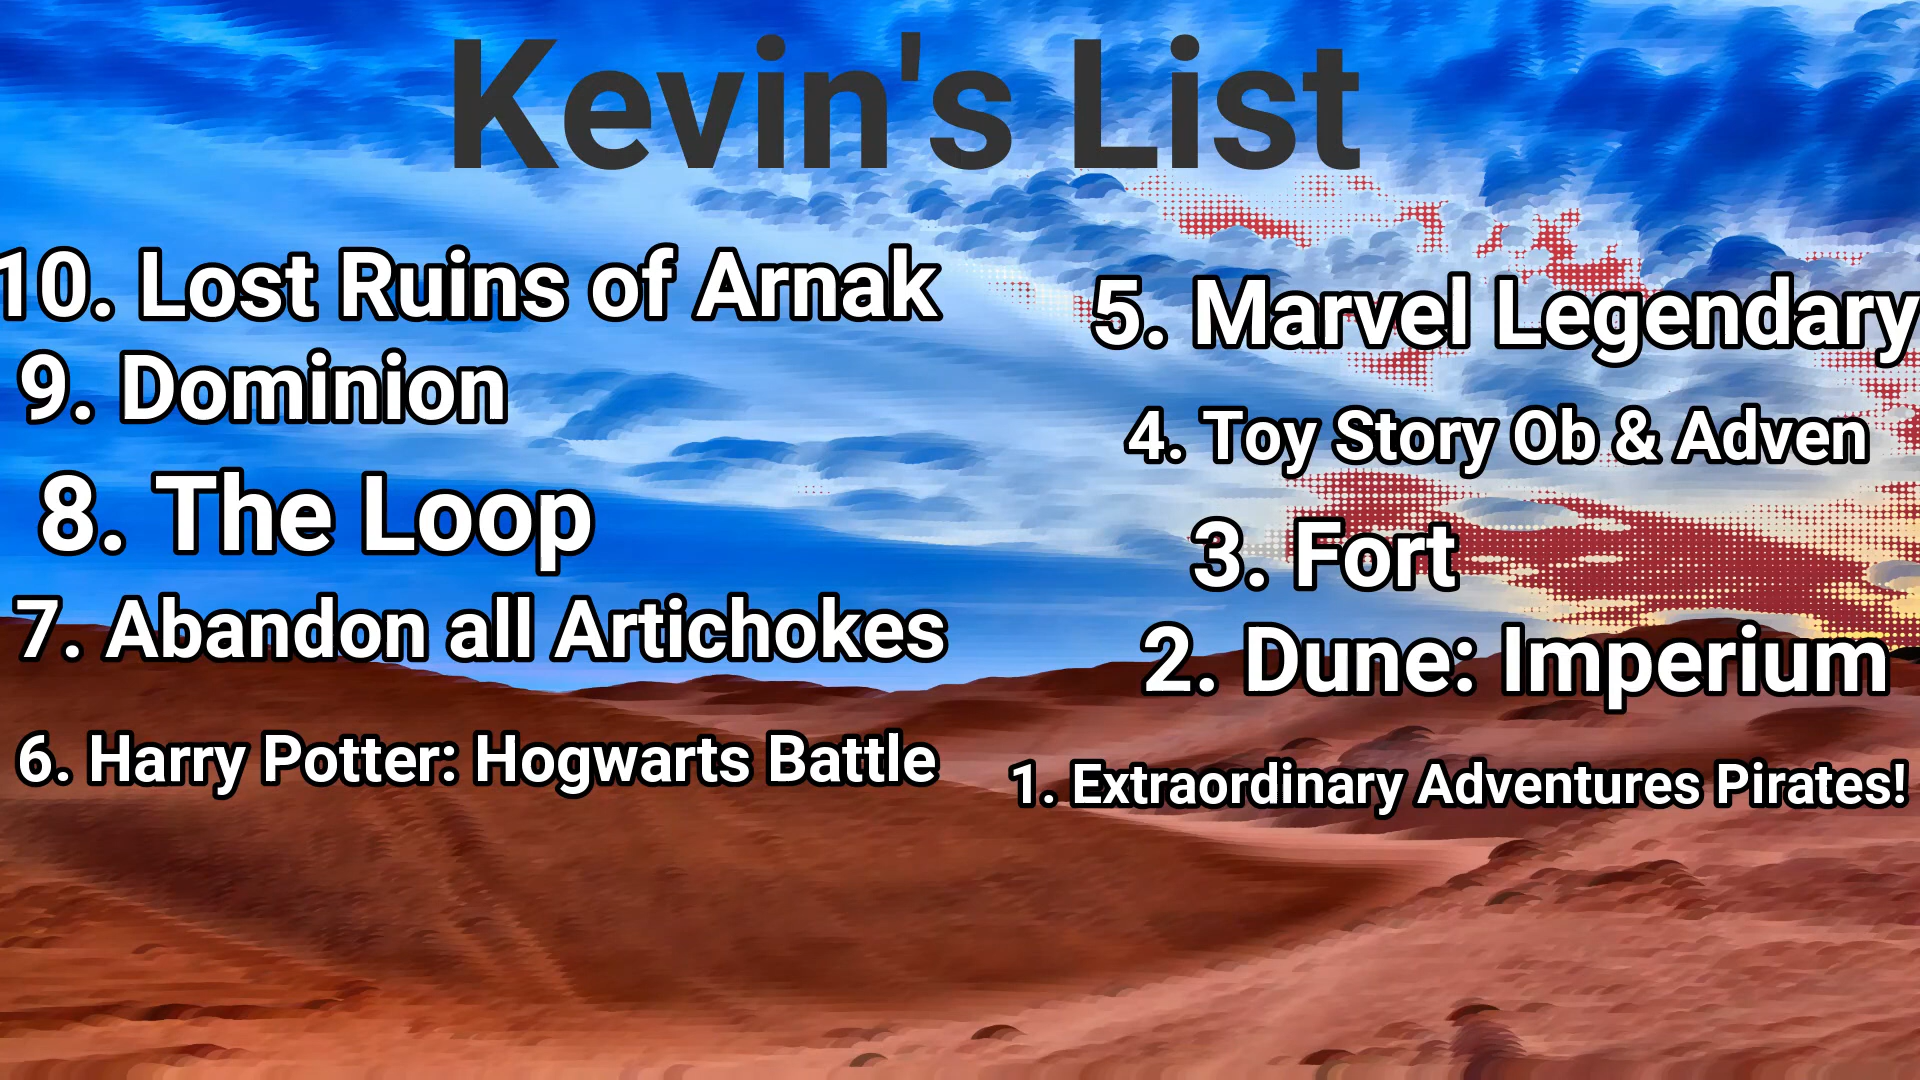 Kevin's List
10. Lost Ruins of Arnak
9. Dominion
8. The Loop
7. Abandon all Artichokes
6. Harry Potter: Hogwarts Battle
5. Marvel Legendary
4. Toy Story Ob & Adven
3. Fort
2. Dune: Imperium
1. Extraordinary Adventures Pirates!